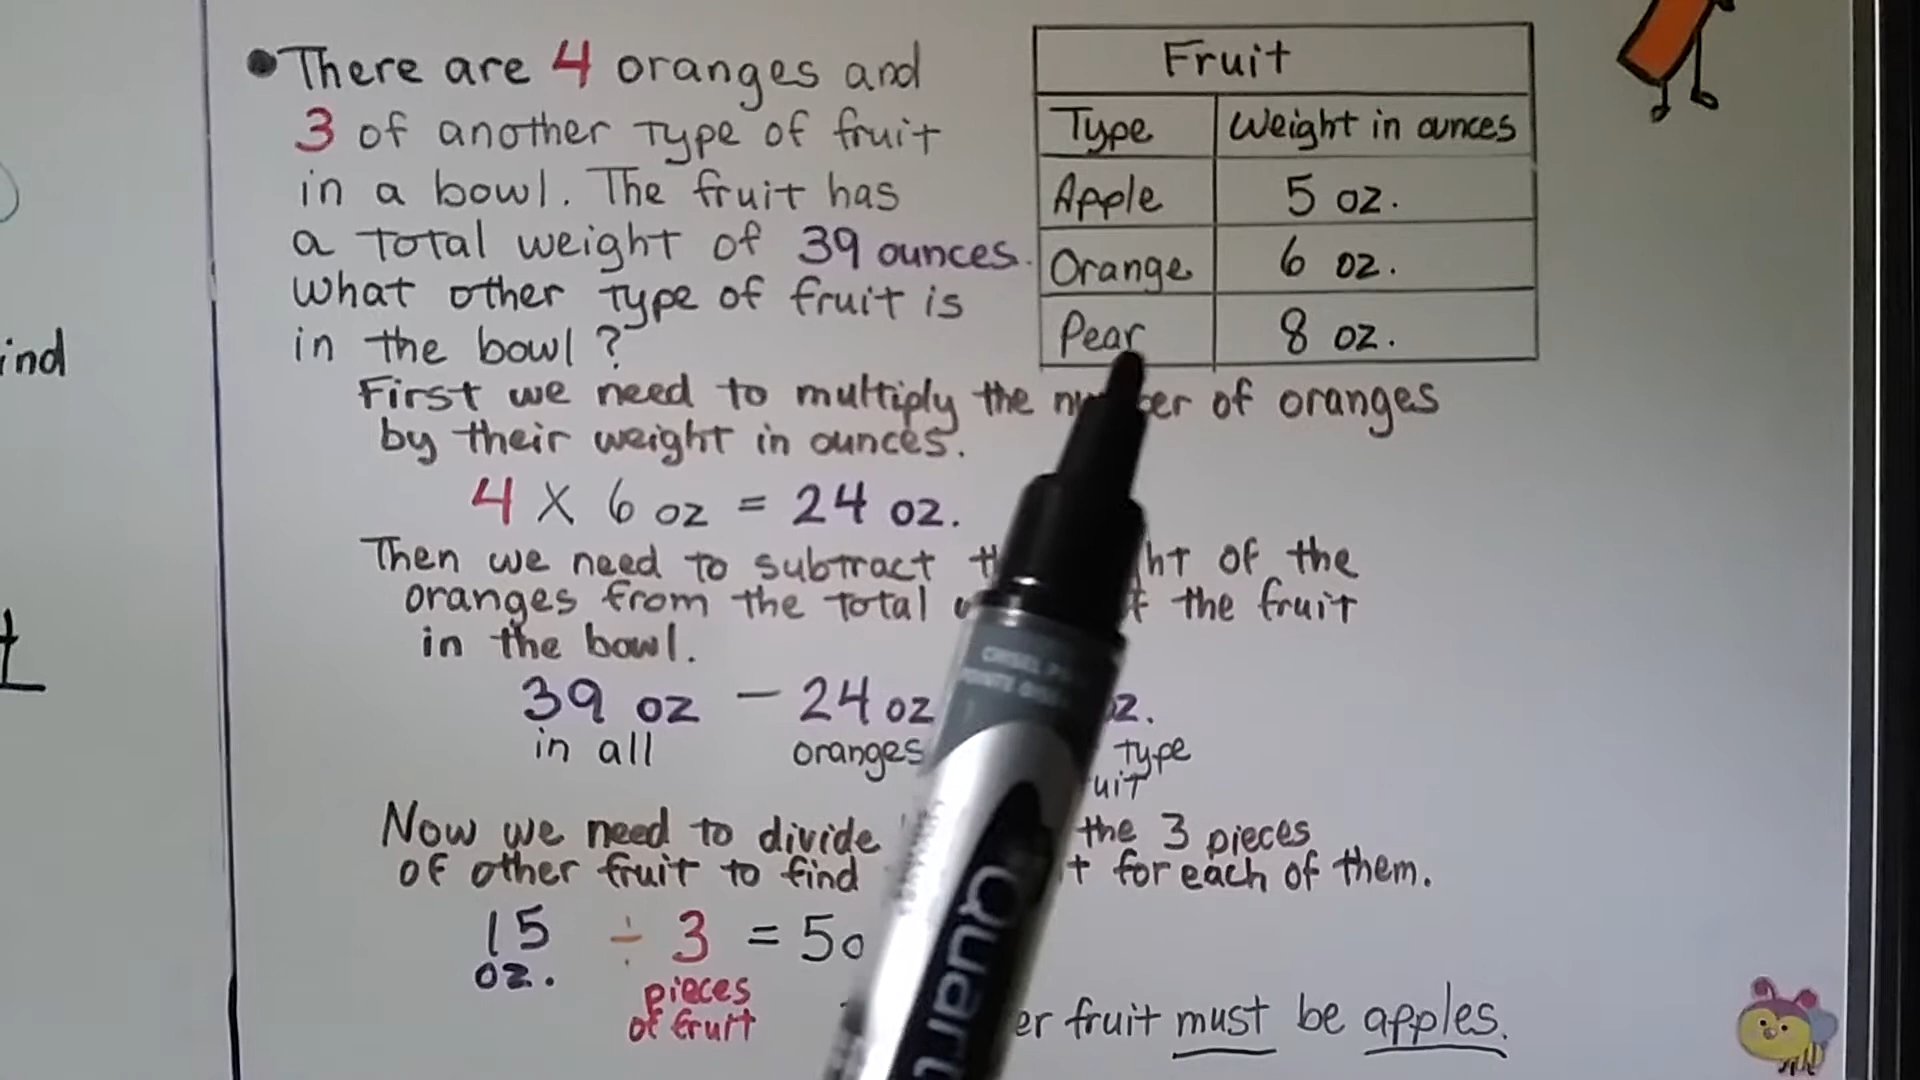 There are 4 oranges and
3 of another type of fruit
in a bowl. The fruit has
a total weight of 39 ounces.
What other type of fruit is
in the bowl?
Fruit
Type Weight in ounces
Apple 5 oz.
Orange 6 oz.
Pear 8 oz.
First we need to multiply the of oranges
by their weight in ounces.
4 X 6 oz = 24 oz.
Then we need to subtract of the
oranges from the total the fruit
in the bowl.
39 oz - 24 oz
in all oranges type
Now we need to divide the 3 pieces
of other fruit to find for each of them.
15 ÷ 3 = 5
oz. pieces
of fruit
fruit must be apples.
ind